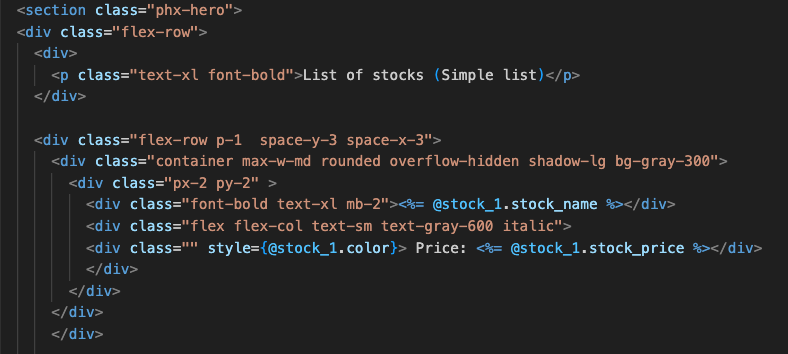 <section class="phx-hero">
<div class="flex-row">
<div>
<p class="text-xl font-bold">List of stocks (Simple list)</p>
</div>
<div class="flex-row p-1  space-y-3 space-x-3">
<div class="container max-w-md rounded overflow-hidden shadow-lg bg-gray-300">
<div class="px-2 py-2" >
<div class="font-bold text-xl mb-2"><%= @stock_1.stock_name %></div>
<div class="flex flex-col text-sm text-gray-600 italic">
<div class="" style={@stock_1.color}> Price: <%= @stock_1.stock_price %></div>
</div>
</div>
</div>
</div>